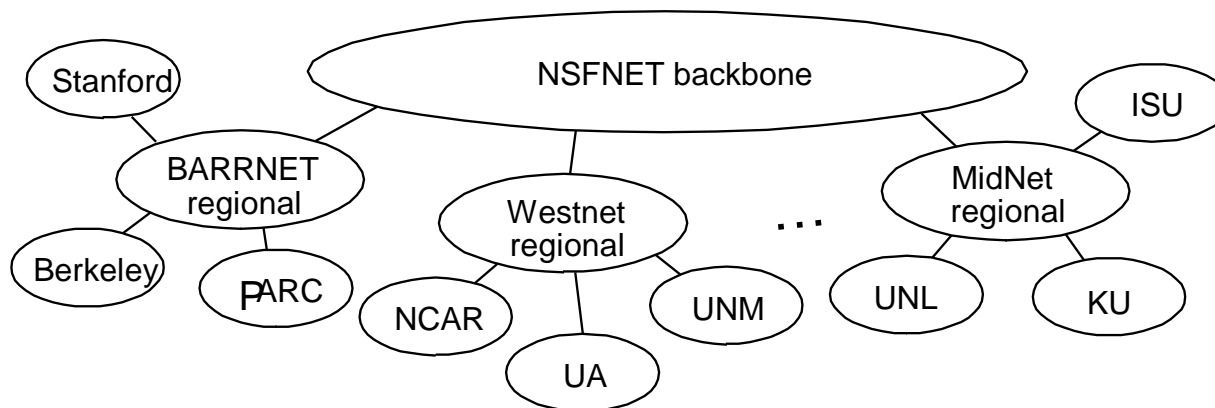 NSFNET backbone
Stanford
ISU
BARRNET
regional
MidNet
regional
Westnet
regional
...
Berkeley
PARC
NCAR
UNM
UNL
KU
UA